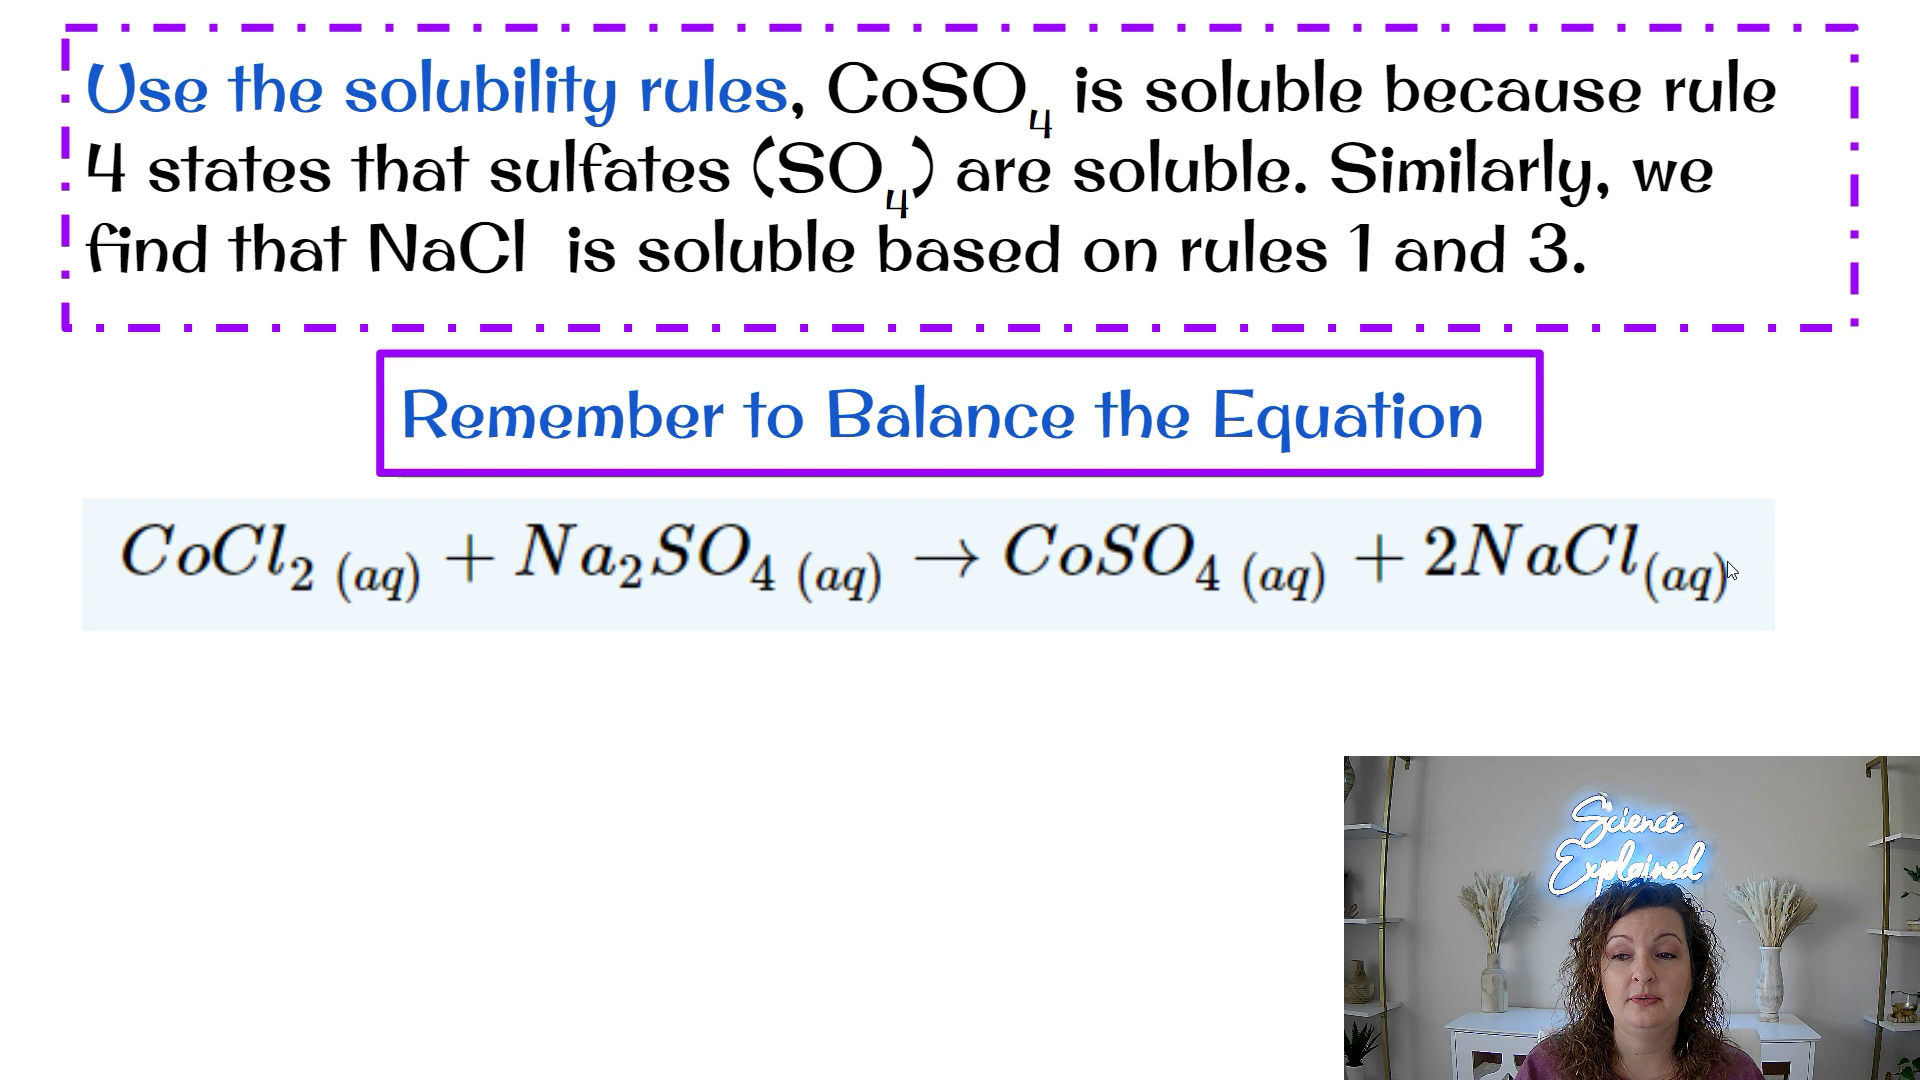 Use the solubility rules, CoSO₄ is soluble because rule
4 states that sulfates (SO₄) are soluble. Similarly, we
find that NaCl is soluble based on rules 1 and 3.
Remember to Balance the Equation
CoCl₂ (aq) + Na₂SO₄ (aq) → CoSO₄ (aq) + 2NaCl(aq)
Science
Explained